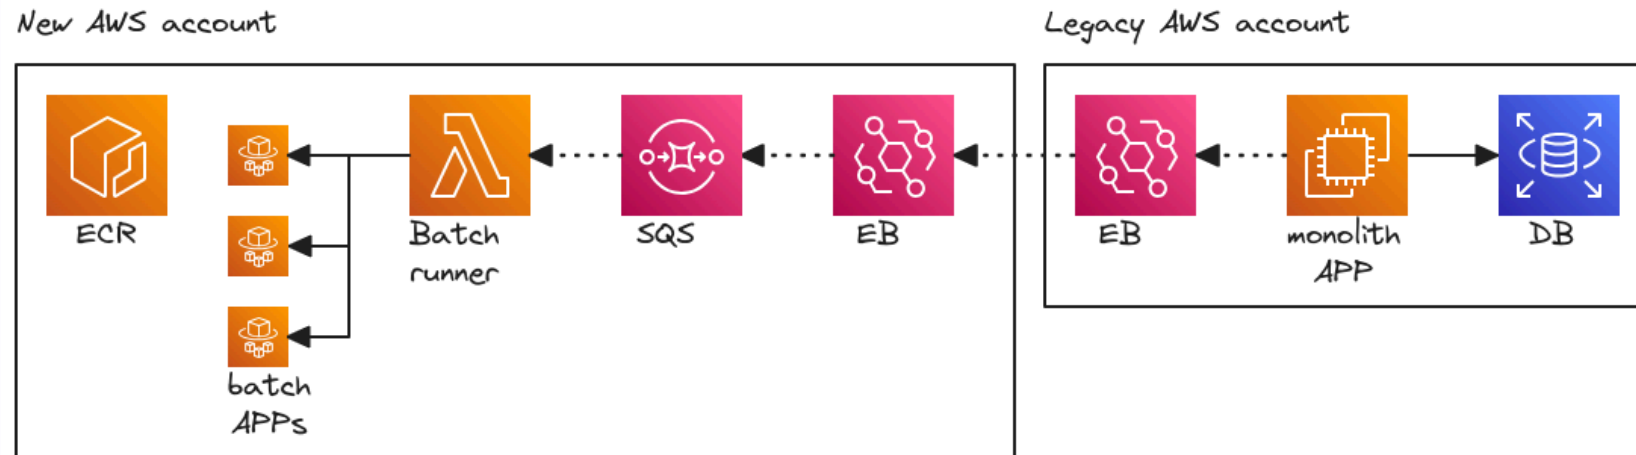 New AWS account
Legacy AWS account
ECR
Batch
runner
SQS
EB
EB
monolith
APP
DB
batch
APPs